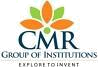 CMR
GROUP OF INSTITUTIONS
EXPLORE TO INVENT